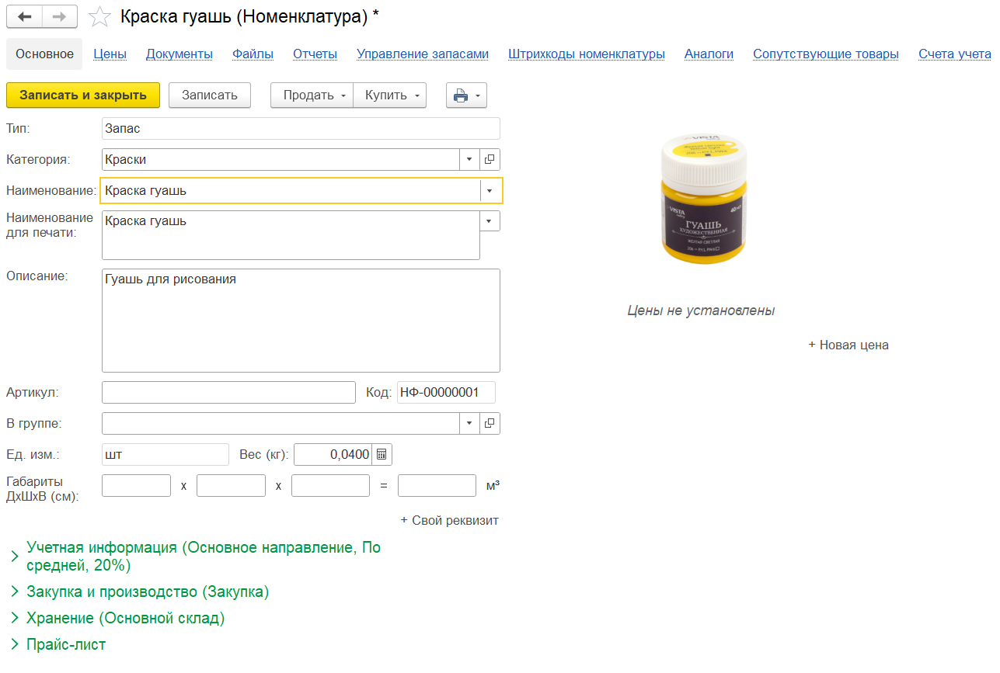 Краска гуашь (Номенклатура) *
Основное Цены Документы Файлы Отчеты Управление запасами Штрихкоды номенклатуры Аналоги Сопутствующие товары Счета учета
Записать и закрыть Записать Продать Купить
Тип: Запас
Категория: Краски
Наименование: Краска гуашь
Наименование для печати: Краска гуашь
Описание: Гуашь для рисования
VISTA
VISTA
ГУАШЬ
ХУДОЖЕСТВЕННАЯ
ЖЕЛТАЯ СВЕТЛАЯ
Цены не установлены
+ Новая цена
Артикул: Код: НФ-00000001
В группе:
Ед. изм.: шт Вес (кг): 0,0400
Габариты
ДхШхВ (см): х х = м³
+ Свой реквизит
Учетная информация (Основное направление, По
средней, 20%)
Закупка и производство (Закупка)
Хранение (Основной склад)
Прайс-лист